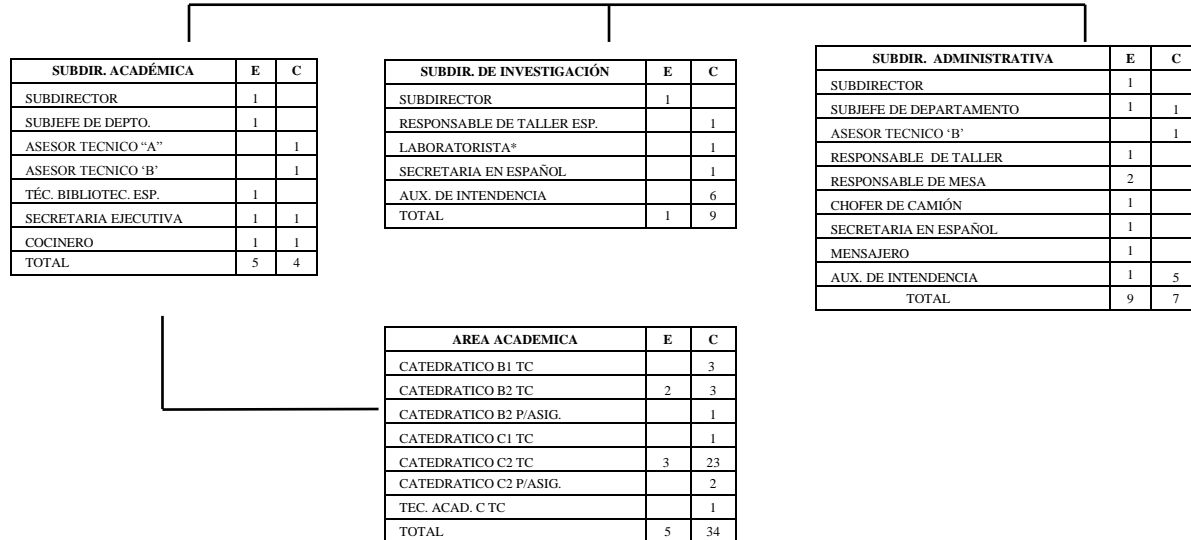 SUBDIR. ACADÉMICA E C
SUBDIRECTOR 1
SUBJEFE DE DEPTO. 1
ASESOR TECNICO “A” 1
ASESOR TECNICO ‘B’ 1
TÉC. BIBLIOTEC. ESP. 1
SECRETARIA EJECUTIVA 1 1
COCINERO 1 1
TOTAL 5 4
SUBDIR. DE INVESTIGACIÓN E C
SUBDIRECTOR 1
RESPONSABLE DE TALLER ESP. 1
LABORATORISTA* 1
SECRETARIA EN ESPAÑOL 1
AUX. DE INTENDENCIA 6
TOTAL 1 9
SUBDIR. ADMINISTRATIVA E C
SUBDIRECTOR 1
SUBJEFE DE DEPARTAMENTO 1 1
ASESOR TECNICO ‘B’ 1
RESPONSABLE DE TALLER 1
RESPONSABLE DE MESA 2
CHOFER DE CAMIÓN 1
SECRETARIA EN ESPAÑOL 1
MENSAJERO 1
AUX. DE INTENDENCIA 1 5
TOTAL 9 7
AREA ACADEMICA E C
CATEDRATICO B1 TC 3
CATEDRATICO B2 TC 2 3
CATEDRATICO B2 P/ASIG. 1
CATEDRATICO C1 TC 1
CATEDRATICO C2 TC 3 23
CATEDRATICO C2 P/ASIG. 2
TEC. ACAD. C TC 1
TOTAL 5 34